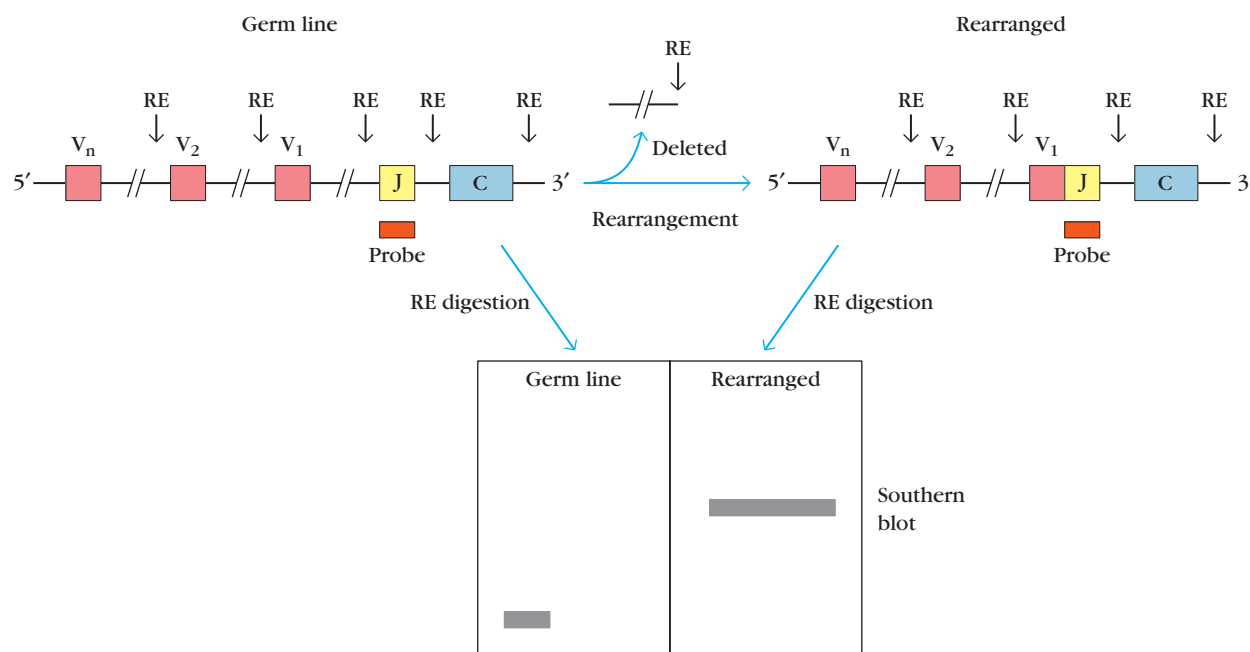 Germ line
Rearranged
RE
RE RE RE RE RE
RE RE RE RE
Vn V2 V1
Vn V2 V1
Deleted
5′ J C 3′
5′ J C 3
Rearrangement
Probe
Probe
RE digestion
RE digestion
Germ line
Rearranged
Southern
blot